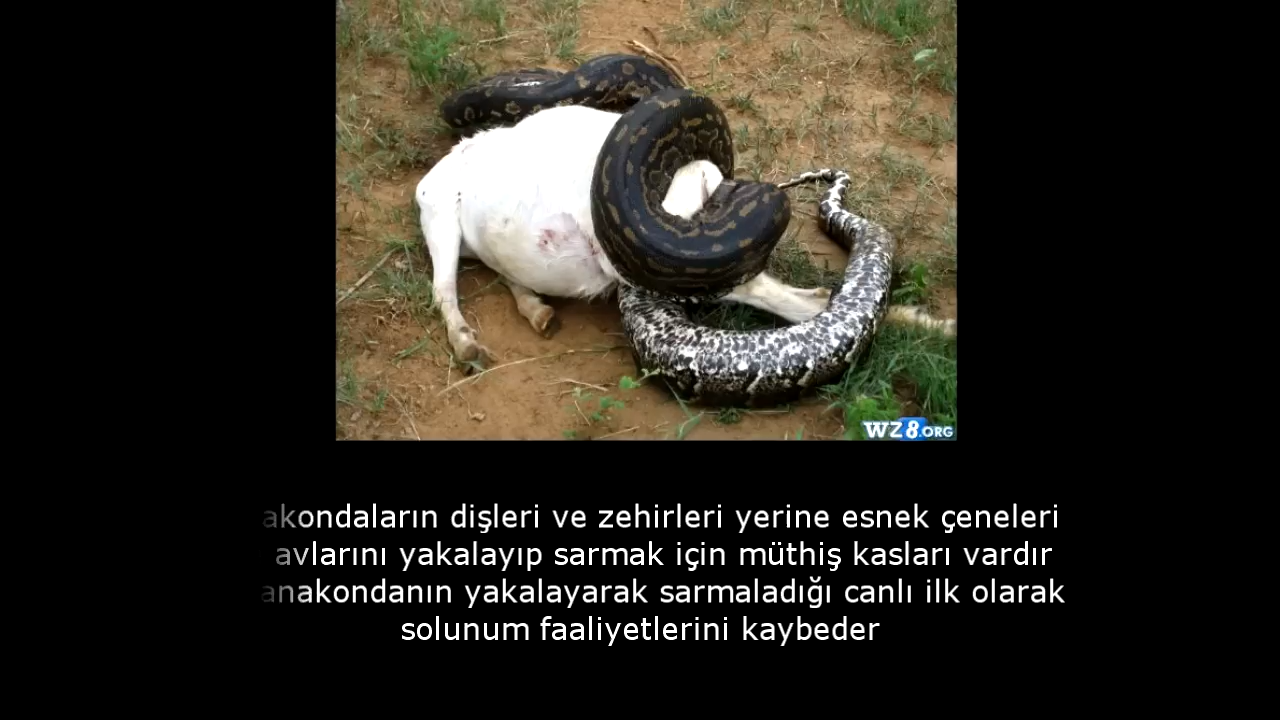 WZ8.ORG
akondaların dişleri ve zehirleri yerine esnek çeneleri
avlarını yakalayıp sarmak için müthiş kasları vardır
anakondanın yakalayarak sarmaladığı canlı ilk olarak
solunum faaliyetlerini kaybeder